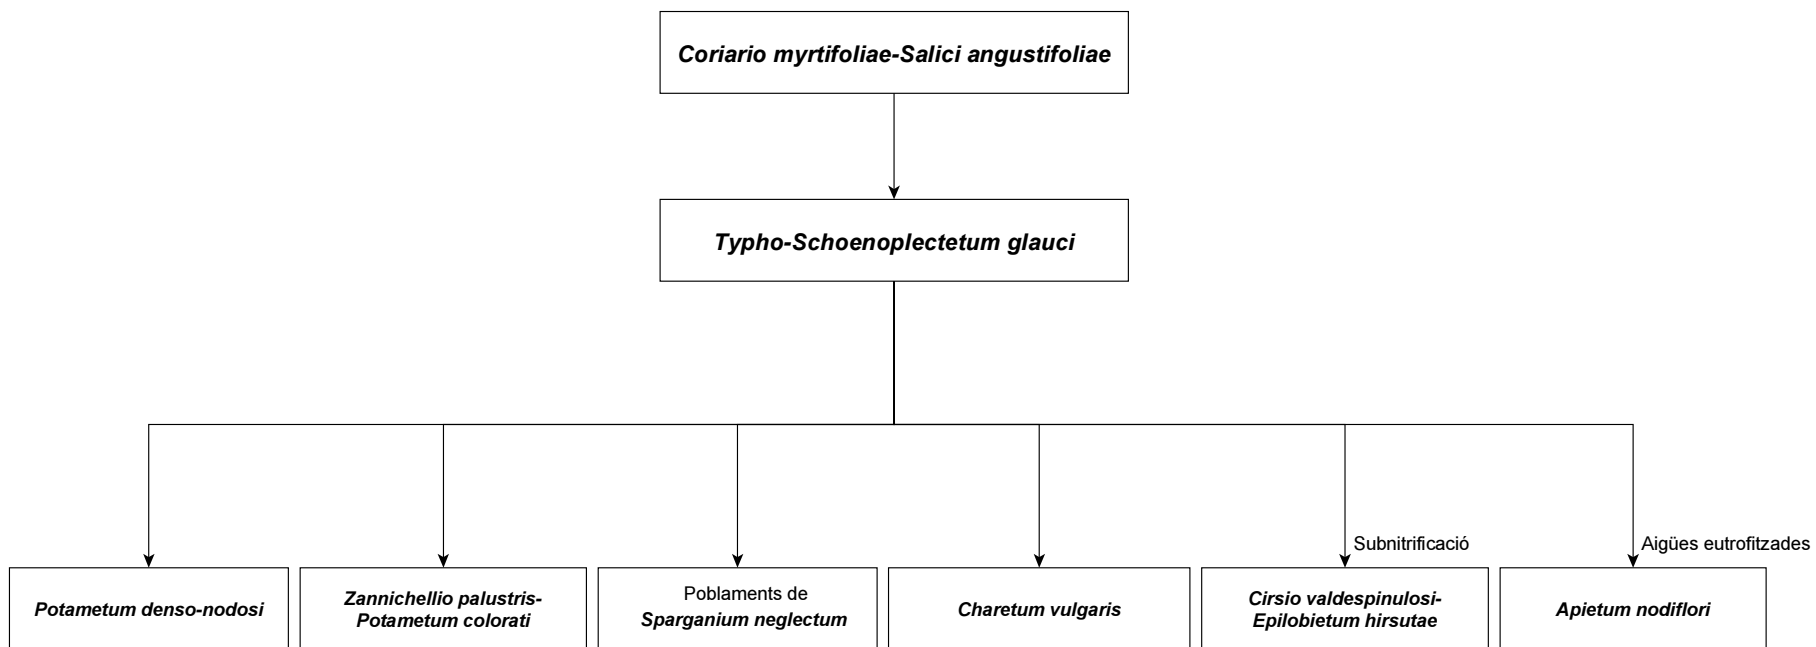 Coriario myrtifoliae-Salici angustifoliae
Typho-Schoenoplectetum glauci
Subnitrificació
Aigües eutrofitzades
Potametum denso-nodosi
Zannichellio palustris-
Potametum colorati
Poblaments de
Sparganium neglectum
Charetum vulgaris
Cirsio valdespinulosi-
Epilobietum hirsutae
Apietum nodiflori